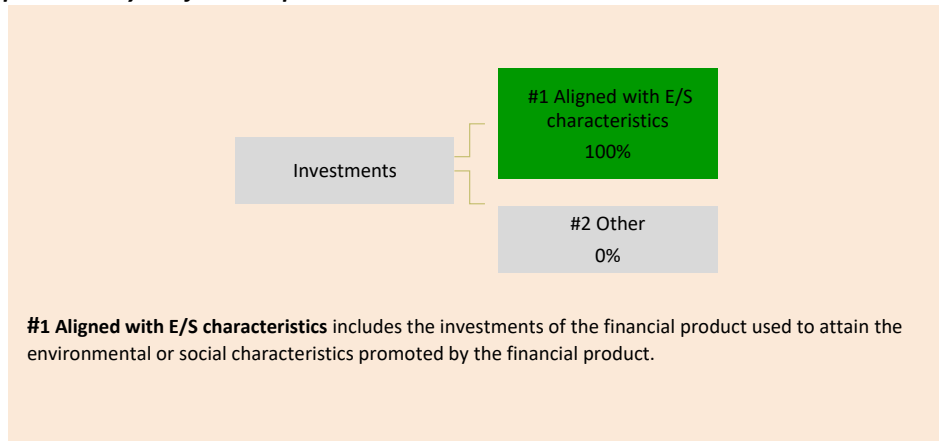 #1 Aligned with E/S
characteristics
100%
Investments
#2 Other
0%
#1 Aligned with E/S characteristics includes the investments of the financial product used to attain the
environmental or social characteristics promoted by the financial product.